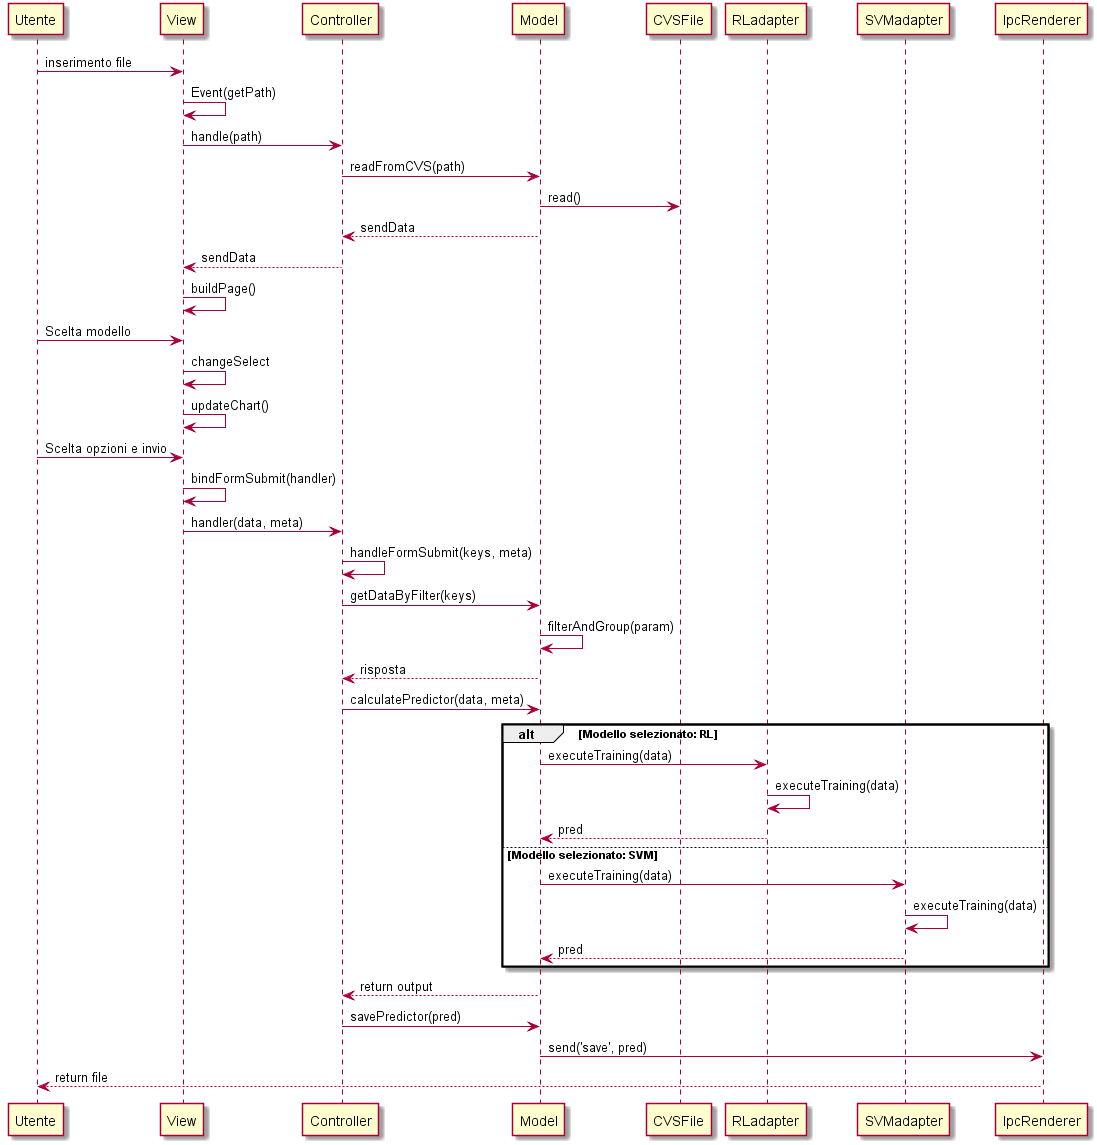 Utente View Controller Model CVSFile RLadapter SVMadapter IpcRenderer
inserimento file
Event(getPath)
handle(path)
readFromCVS(path)
read()
sendData
sendData
buildPage()
Scelta modello
changeSelect
updateChart()
Scelta opzioni e invio
bindFormSubmit(handler)
handler(data, meta)
handleFormSubmit(keys, meta)
getDataByFilter(keys)
filterAndGroup(param)
risposta
calculatePredictor(data, meta)
alt [Modello selezionato: RL]
executeTraining(data)
executeTraining(data)
pred
[Modello selezionato: SVM]
executeTraining(data)
executeTraining(data)
pred
return output
savePredictor(pred)
send('save', pred)
return file
Utente View Controller Model CVSFile RLadapter SVMadapter IpcRenderer